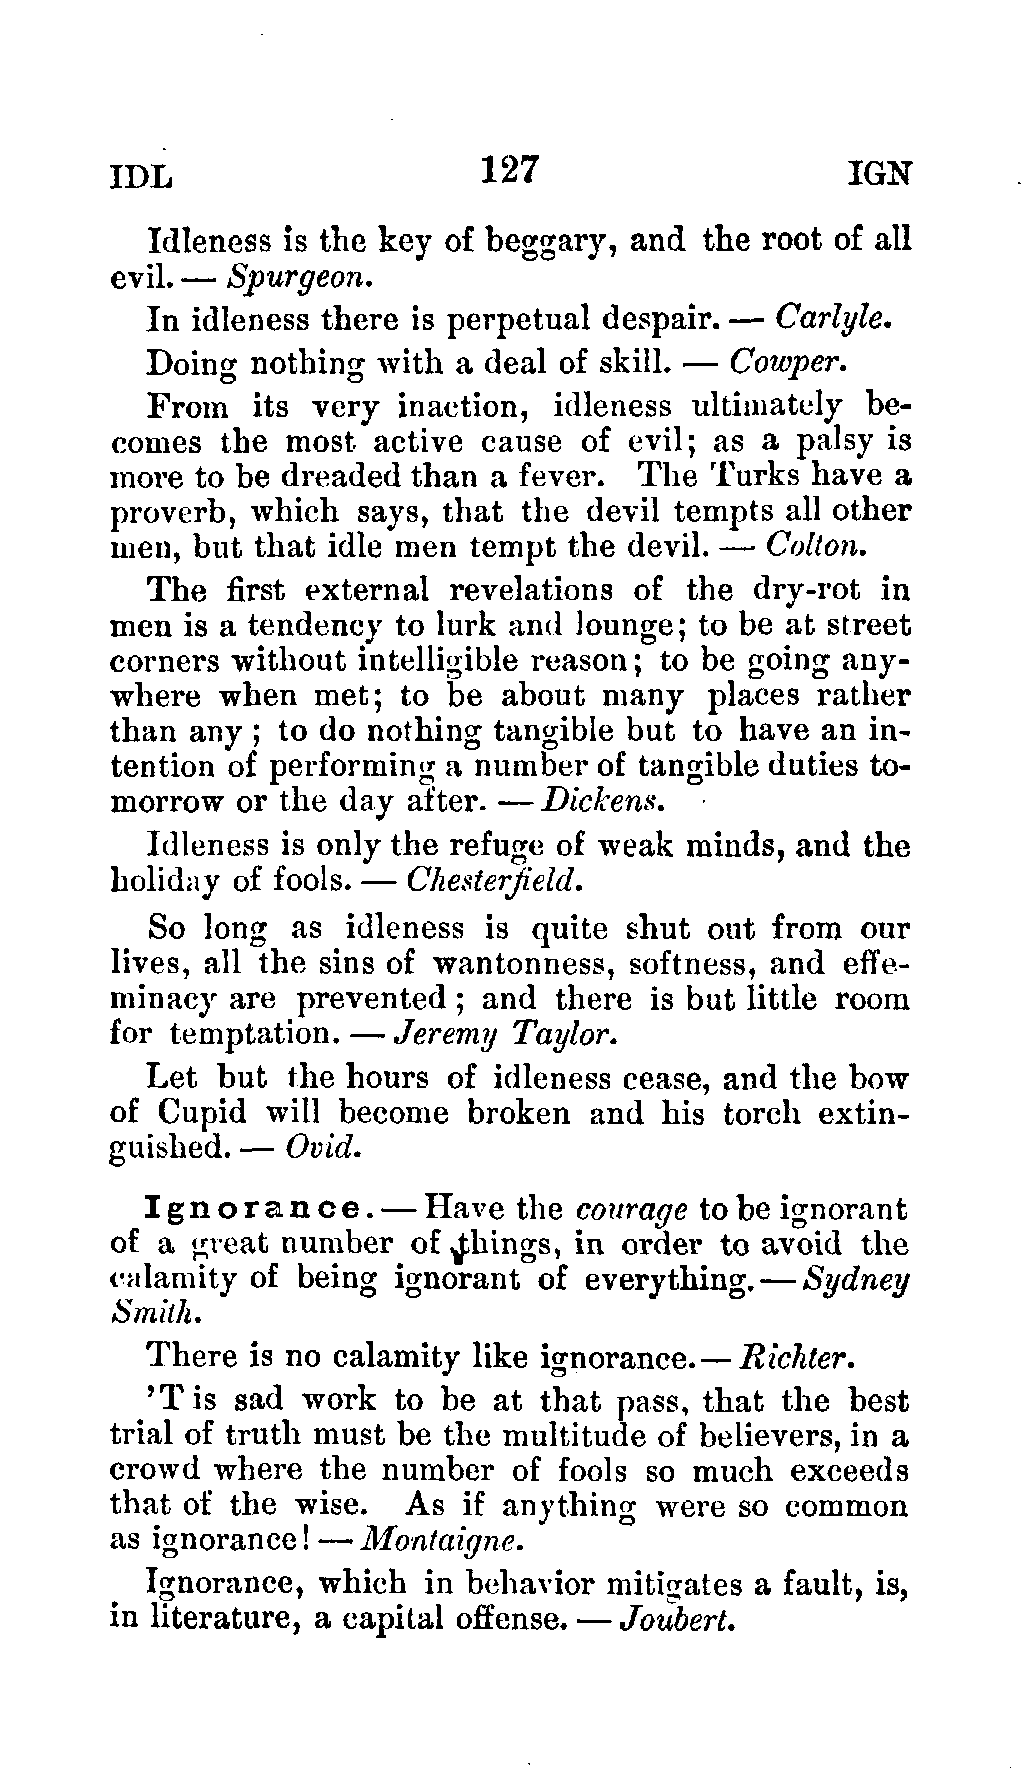 IDL 127 IGN
Idleness is the key of beggary, and the root of all
evil. — Spurgeon.
In idleness there is perpetual despair. — Carlyle.
Doing nothing with a deal of skill. — Cowper.
From its very inaction, idleness ultimately be-
comes the most active cause of evil; as a palsy is
more to be dreaded than a fever. The Turks have a
proverb, which says, that the devil tempts all other
men, but that idle men tempt the devil. — Colton.
The first external revelations of the dry-rot in
men is a tendency to lurk and lounge; to be at street
corners without intelligible reason; to be going any-
where when met; to be about many places rather
than any; to do nothing tangible but to have an in-
tention of performing a number of tangible duties to-
morrow or the day after. — Dickens.
Idleness is only the refuge of weak minds, and the
holiday of fools. — Chesterfield.
So long as idleness is quite shut out from our
lives, all the sins of wantonness, softness, and effe-
minacy are prevented; and there is but little room
for temptation. — Jeremy Taylor.
Let but the hours of idleness cease, and the bow
of Cupid will become broken and his torch extin-
guished. — Ovid.
Ignorance. — Have the courage to be ignorant
of a great number of things, in order to avoid the
calamity of being ignorant of everything. — Sydney
Smith.
There is no calamity like ignorance. — Richter.
'Tis sad work to be at that pass, that the best
trial of truth must be the multitude of believers, in a
crowd where the number of fools so much exceeds
that of the wise. As if anything were so common
as ignorance! — Montaigne.
Ignorance, which in behavior mitigates a fault, is,
in literature, a capital offense. — Joubert.